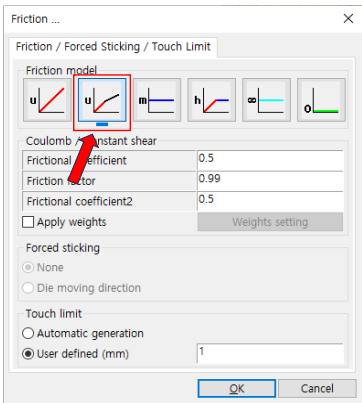 Friction ...
Friction / Forced Sticking / Touch Limit
Friction model
u u m h ∞ o
Coulomb / Constant shear
Frictional coefficient 0.5
Friction factor 0.99
Frictional coefficient2 0.5
Apply weights Weights setting
Forced sticking
None
Die moving direction
Touch limit
Automatic generation
User defined (mm) 1
OK Cancel